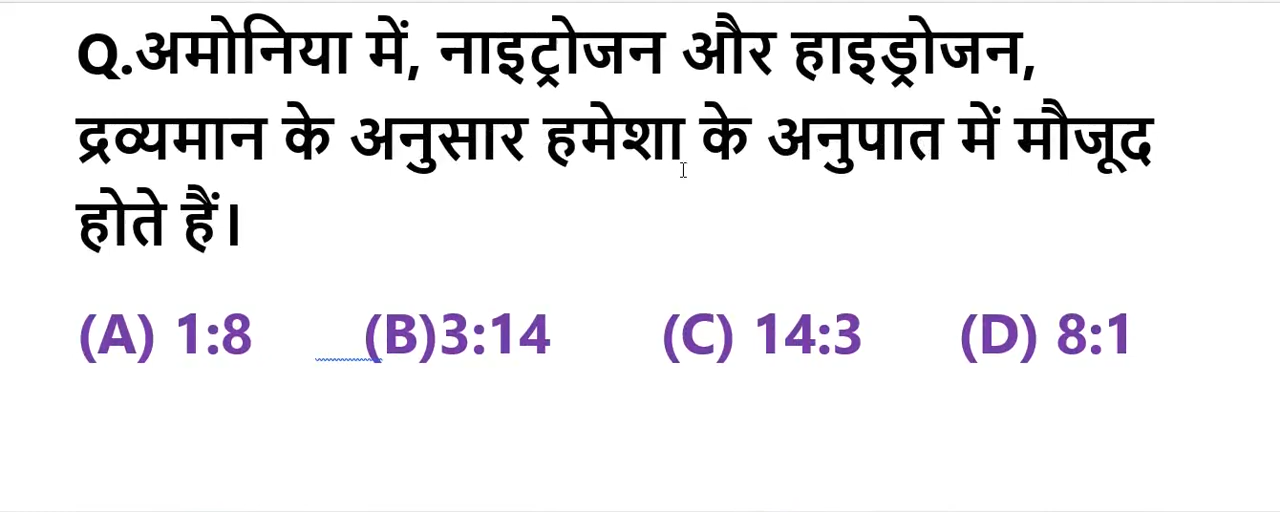 Q.अमोनिया में, नाइट्रोजन और हाइड्रोजन,
द्रव्यमान के अनुसार हमेशा के अनुपात में मौजूद
होते हैं।
(A) 1:8 (B)3:14 (C) 14:3 (D) 8:1